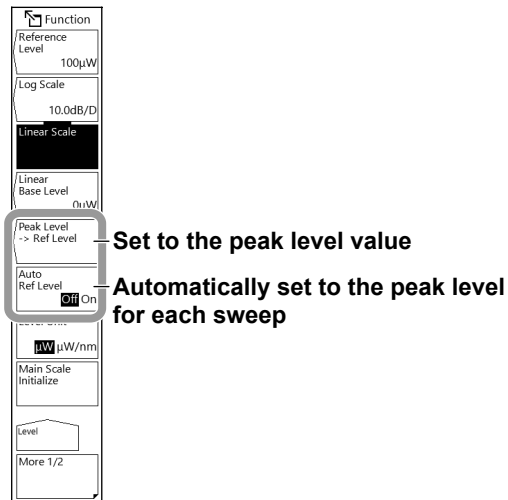 Function
Reference
Level
100µW
Log Scale
10.0dB/D
Linear Scale
Linear
Base Level
0µW
Peak Level
-> Ref Level
Set to the peak level value
Auto
Ref Level
Off On
Automatically set to the peak level
for each sweep
Level Unit
µW µW/nm
Main Scale
Initialize
Level
More 1/2